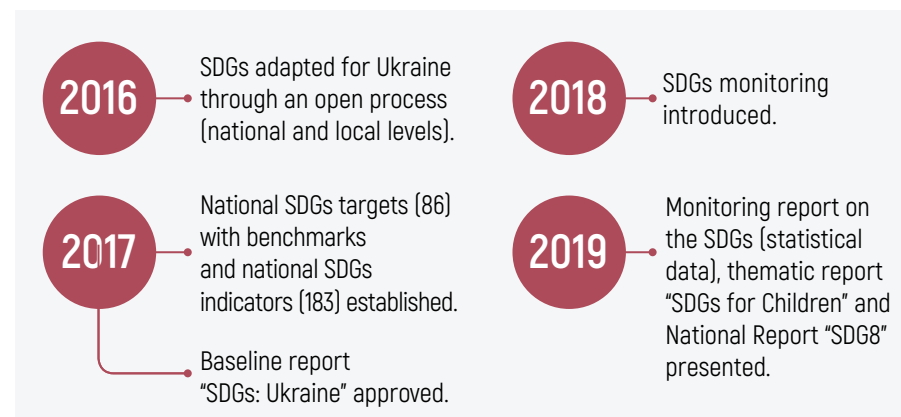 2016
SDGs adapted for Ukraine
through an open process
(national and local levels).
2017
National SDGs targets (86)
with benchmarks
and national SDGs
indicators (183) established.
Baseline report
“SDGs: Ukraine” approved.
2018
SDGs monitoring
introduced.
2019
Monitoring report on
the SDGs (statistical
data), thematic report
“SDGs for Children” and
National Report “SDG8”
presented.